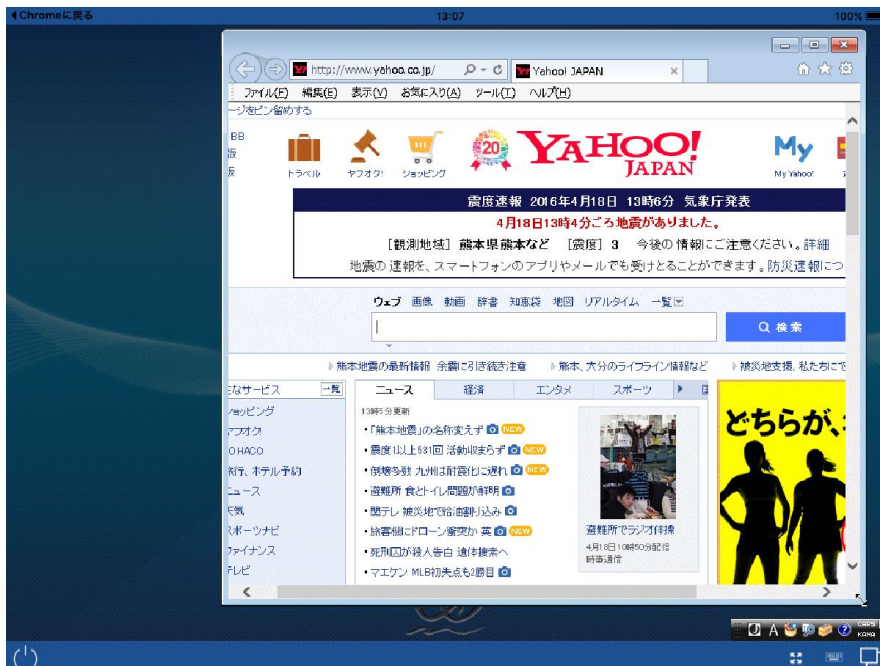 Chromeに戻る 13:07 100%
http://www.yahoo.co.jp/ Yahoo! JAPAN
ファイル(F) 編集(E) 表示(V) お気に入り(A) ツール(T) ヘルプ(H)
ージをピン留めする
BB
版
トラベル ヤフオク! ショッピング 20 YAHOO! JAPAN My My Yahoo!
震度速報 2016年4月18日 13時6分 気象庁発表
4月18日13時4分ごろ地震がありました。
[観測地域] 熊本県熊本など [震度] 3 今後の情報にご注意ください。詳細
地震の速報を、スマートフォンのアプリやメールでも受けとることができます。防災速報につ
ウェブ 画像 動画 辞書 知恵袋 地図 リアルタイム 一覧
検索
熊本地震の最新情報 余震に引き続き注意 熊本、大分のライフライン情報など 被災地支援、私たちにで
主なサービス 一覧
ショッピング
ヤフオク
LOHACO
旅行、ホテル予約
ニュース
天気
スポーツナビ
ファイナンス
テレビ
ニュース 経済 エンタメ スポーツ
13時5分更新
・「熊本地震」の名称変えず NEW
・震度1以上531回 活動収まらず NEW
・倒壊多数 九州は耐震化に遅れ NEW
・避難所 食とトイレ問題が鮮明
・関テレ 被災地で給油割り込み
・旅客機にドローン衝突か 英 NEW
・死刑囚が殺人告白 遺体捜索へ
・マエケン MLB初失点も2勝目
避難所でラジオ体操
4月18日10時50分配信
時事通信
どちらが、
A CAPS
KANA